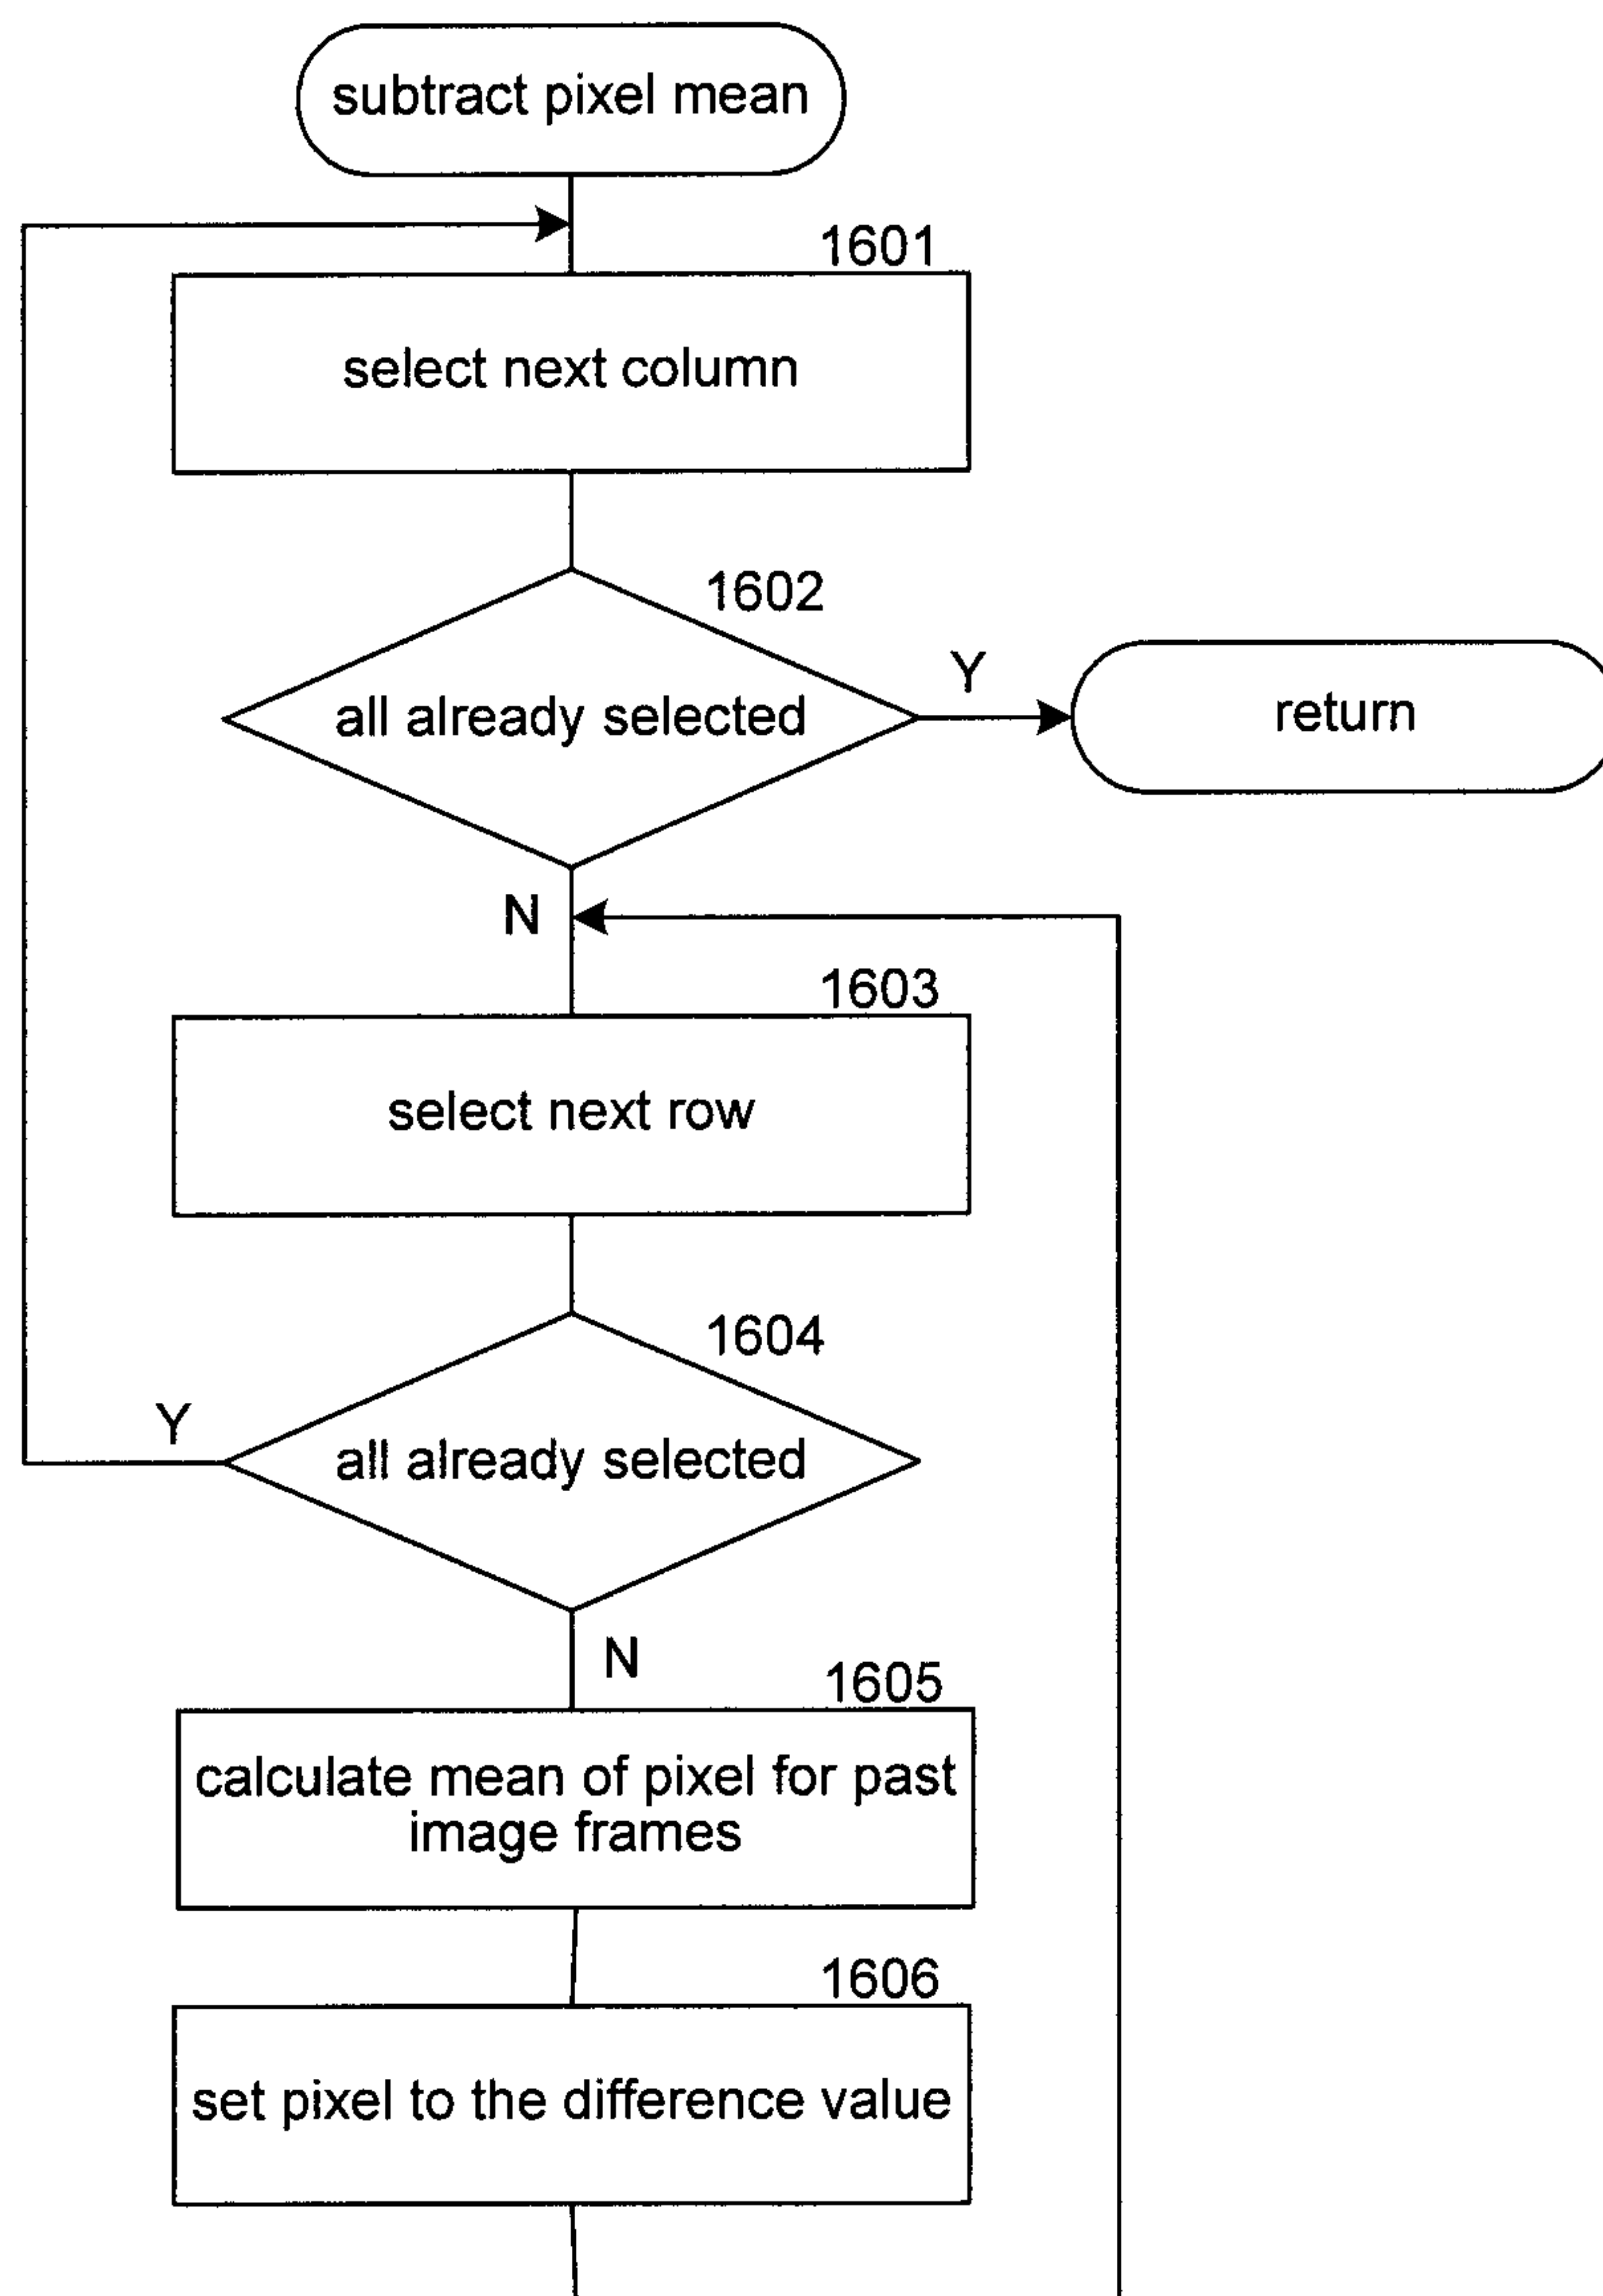 subtract pixel mean
1601
select next column
1602
all already selected
Y
return
N
1603
select next row
1604
Y
all already selected
N
1605
calculate mean of pixel for past
image frames
1606
set pixel to the difference value